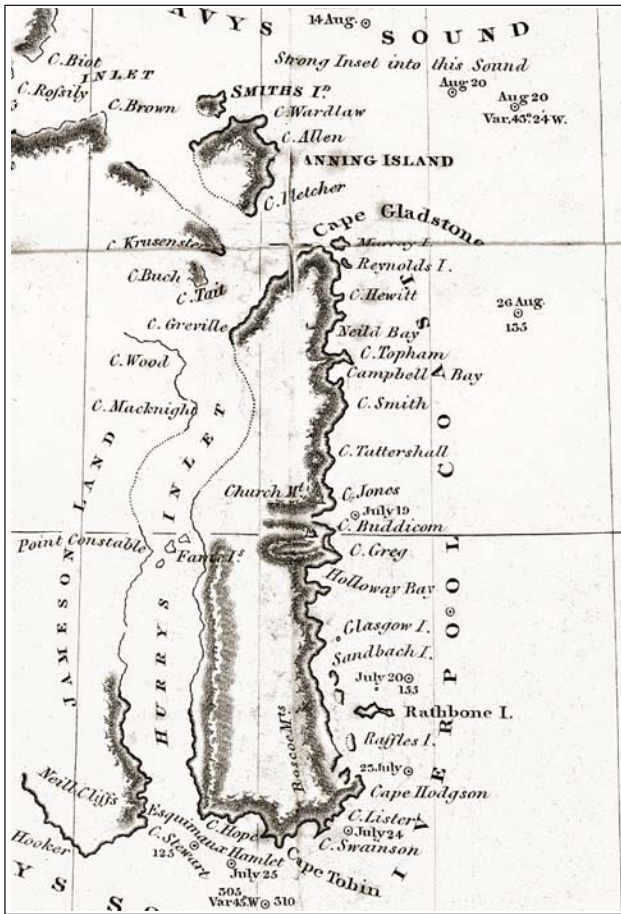 AVYS SOUND
14 Aug.
Strong Inset into this Sound
Aug 20
Aug 20
Var. 45º. 24 W.
C. Biot
INLET
C. Rossily
C. Brown
SMITHS I.D
C. Wardlaw
C. Allen
ANNING ISLAND
C. Fletcher
Cape Gladstone
C. Krusenste
Murray I.
Reynolds I.
C. Buch
C. Tait
C. Hewitt
26 Aug.
135
C. Greville
Neild Bay
C. Wood
C. Topham
Campbell Bay
C. Macknight
C. Smith
C. Tattershall
Church Mt.
C. Jones
July 19
C. Buddicom
Point Constable
Fame I.s
C. Greg
Holloway Bay
HURRYS INLET
JAMESON LAND
LIVERPOOL COAST
Glasgow I.
Sandbach I.
July 20
155
Rathbone I.
Roscoe Mts
Raffles I.
25 July
Cape Hodgson
Neill Cliffs
C. Lister
July 24
C. Swainson
Hooker
Esquimaux Hamlet
C. Hope
Cape Tobin
C. Stewart
125
July 25
305
Var 45. W
310
YS SO